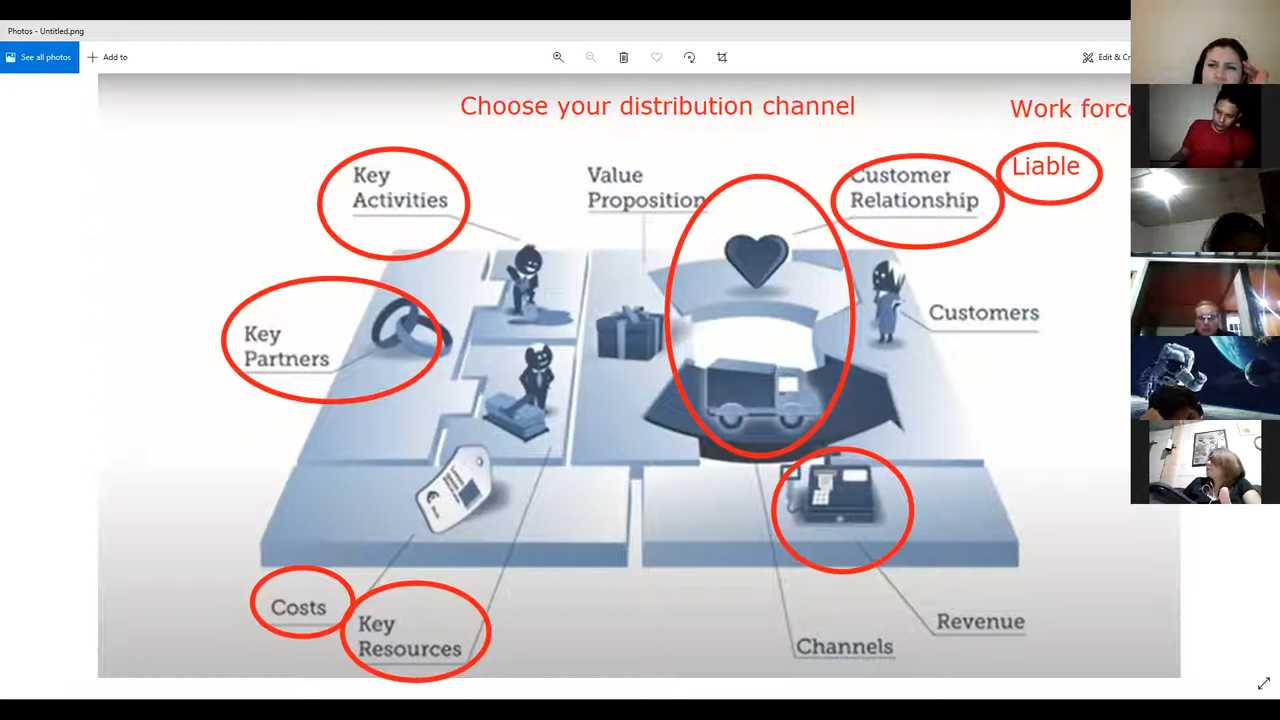 Photos - Untitled.png
See all photos
Add to
Edit & Cr
Choose your distribution channel
Work forc
Liable
Key
Activities
Value
Proposition
Customer
Relationship
Key
Partners
Customers
Costs
Key
Resources
Channels
Revenue